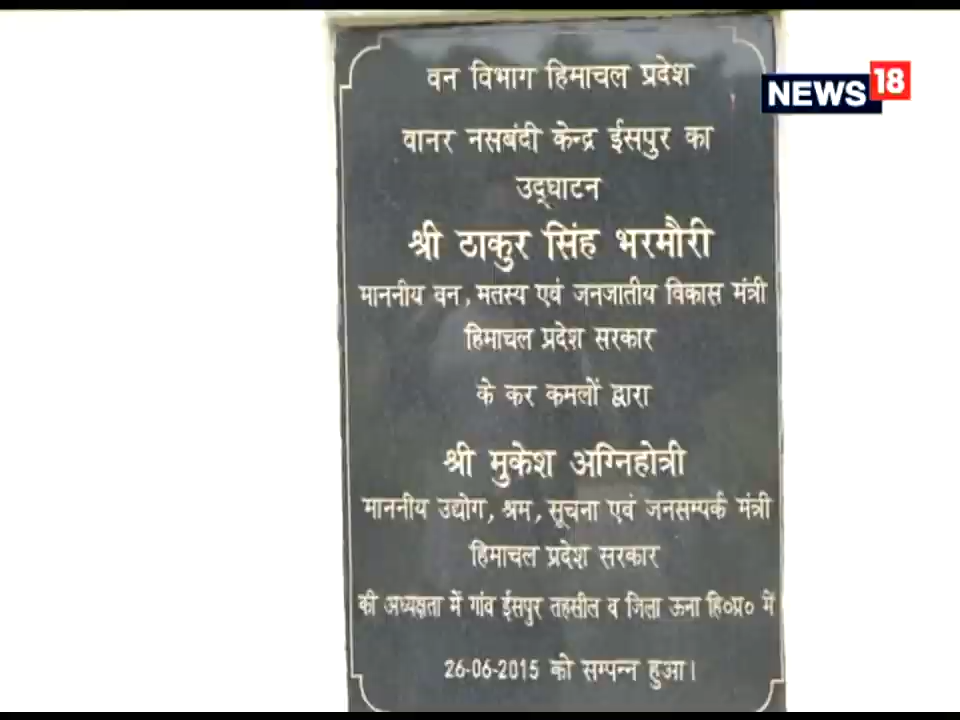 वन विभाग हिमाचल प्रदेश
NEWS 18
वानर नसबंदी केन्द्र ईसपुर का
उद्‌घाटन
श्री ठाकुर सिंह भरमौरी
माननीय वन, मतस्य एवं जनजातीय विकास मंत्री
हिमाचल प्रदेश सरकार
के कर कमलों द्वारा
श्री मुकेश अग्निहोत्री
माननीय उद्योग, श्रम, सूचना एवं जनसम्पर्क मंत्री
हिमाचल प्रदेश सरकार
की अध्यक्षता में गांव ईसपुर तहसील व जिला ऊना हि०प्र० में
26-06-2015 को सम्पन्न हुआ।